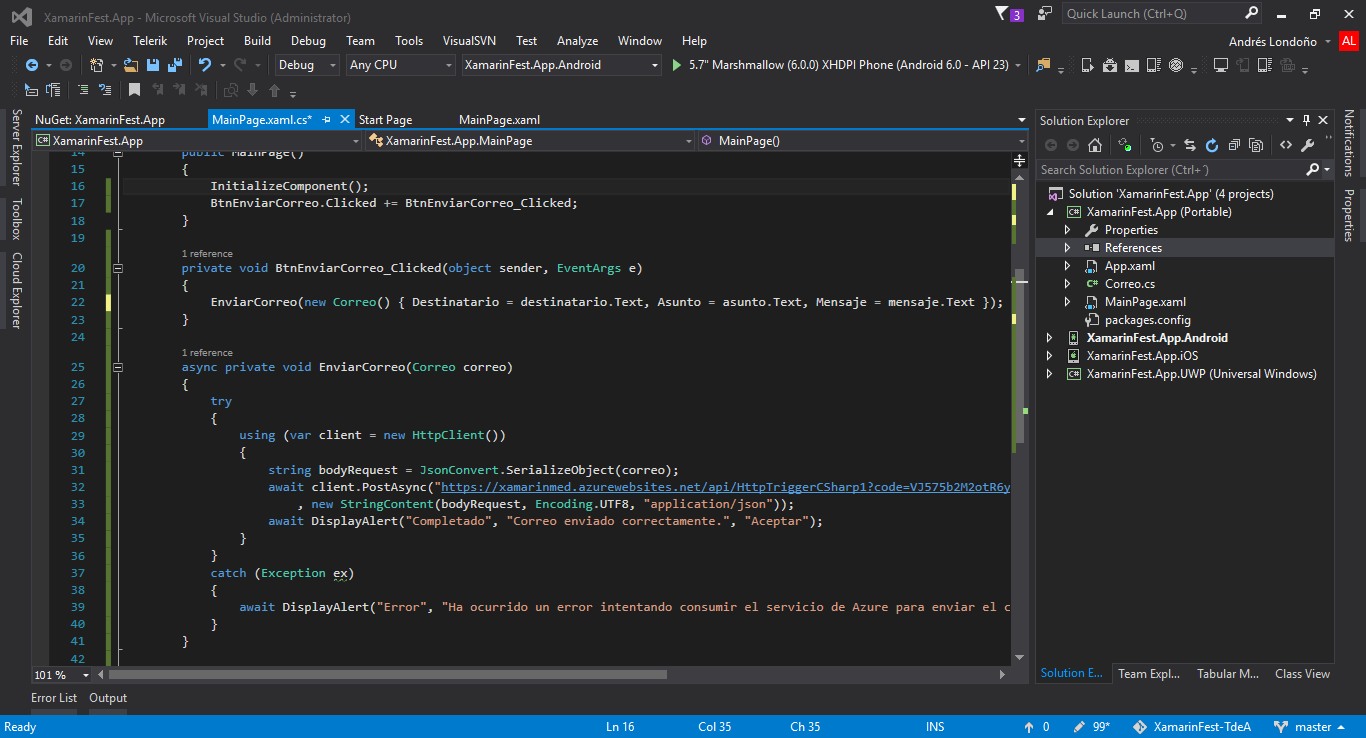 XamarinFest.App - Microsoft Visual Studio (Administrator)
3
Quick Launch (Ctrl+Q)
File Edit View Telerik Project Build Debug Team Tools VisualSVN Test Analyze Window Help
Andrés Londoño AL
Debug Any CPU XamarinFest.App.Android 5.7" Marshmallow (6.0.0) XHDPI Phone (Android 6.0 - API 23)
Server Explorer
Toolbox
Cloud Explorer
NuGet: XamarinFest.App MainPage.xaml.cs* Start Page MainPage.xaml
C# XamarinFest.App XamarinFest.App.MainPage MainPage()
14 public MainPage()
15 {
16 InitializeComponent();
17 BtnEnviarCorreo.Clicked += BtnEnviarCorreo_Clicked;
18 }
19
1 reference
20 private void BtnEnviarCorreo_Clicked(object sender, EventArgs e)
21 {
22 EnviarCorreo(new Correo() { Destinatario = destinatario.Text, Asunto = asunto.Text, Mensaje = mensaje.Text });
23 }
24
1 reference
25 async private void EnviarCorreo(Correo correo)
26 {
27 try
28 {
29 using (var client = new HttpClient())
30 {
31 string bodyRequest = JsonConvert.SerializeObject(correo);
32 await client.PostAsync("https://xamarinmed.azurewebsites.net/api/HttpTriggerCSharp1?code=VJ575b2M2otR6y
33 , new StringContent(bodyRequest, Encoding.UTF8, "application/json"));
34 await DisplayAlert("Completado", "Correo enviado correctamente.", "Aceptar");
35 }
36 }
37 catch (Exception ex)
38 {
39 await DisplayAlert("Error", "Ha ocurrido un error intentando consumir el servicio de Azure para enviar el c
40 }
41 }
42
101 %
Solution Explorer
Search Solution Explorer (Ctrl+´)
Solution 'XamarinFest.App' (4 projects)
C# XamarinFest.App (Portable)
Properties
References
App.xaml
C# Correo.cs
MainPage.xaml
packages.config
XamarinFest.App.Android
XamarinFest.App.iOS
C# XamarinFest.App.UWP (Universal Windows)
Solution E... Team Expl... Tabular M... Class View
Notifications
Properties
Error List Output
Ready Ln 16 Col 35 Ch 35 INS 0 99* XamarinFest-TdeA master